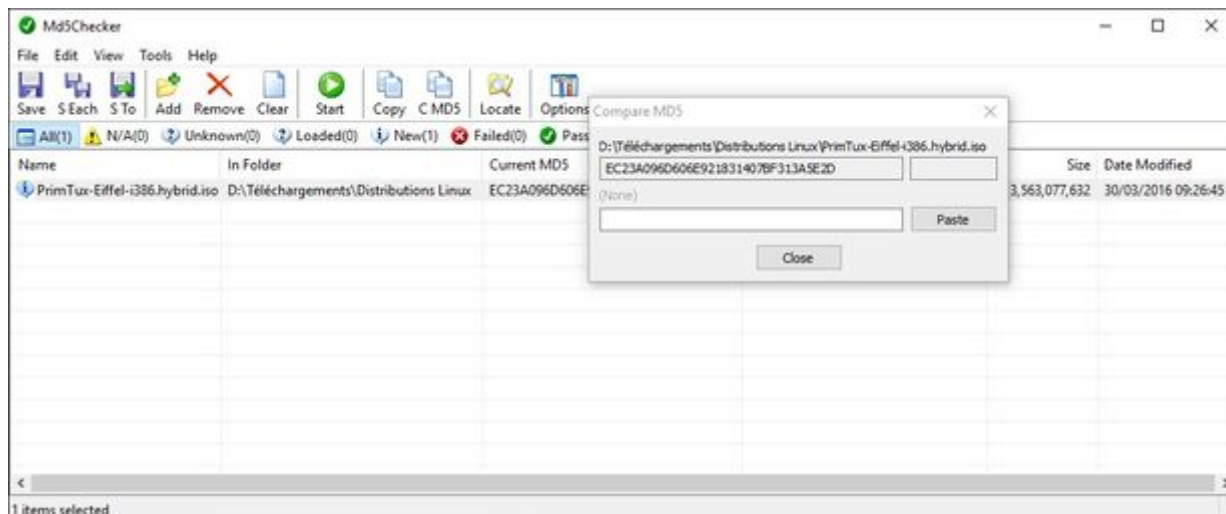 Md5Checker
File Edit View Tools Help
Save S Each S To Add Remove Clear Start Copy C MD5 Locate Options
All(1) N/A(0) Unknown(0) Loaded(0) New(1) Failed(0) Pass
Compare MD5
D:\Téléchargements\Distributions Linux\PrimTux-Eiffel-i386.hybrid.iso
EC23A096D606E921831407BF313A5E2D
(None)
Paste
Close
Name In Folder Current MD5 Size Date Modified
PrimTux-Eiffel-i386.hybrid.iso D:\Téléchargements\Distributions Linux EC23A096D606E 3,563,077,632 30/03/2016 09:26:45
1 items selected